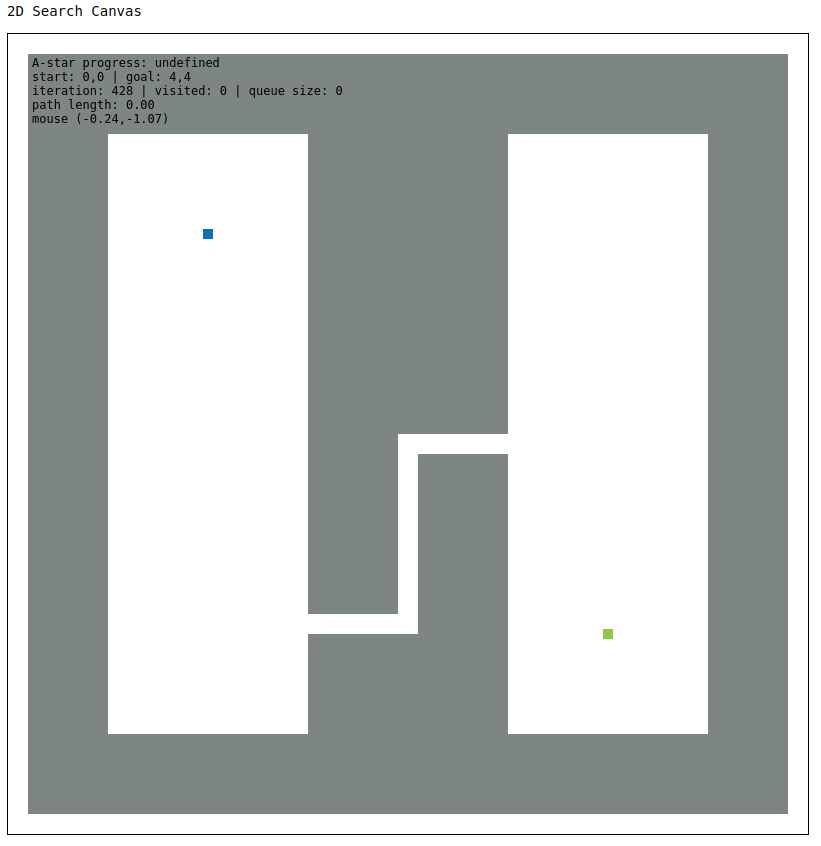 2D Search Canvas
A-star progress: undefined
start: 0,0 | goal: 4,4
iteration: 428 | visited: 0 | queue size: 0
path length: 0.00
mouse (-0.24,-1.07)